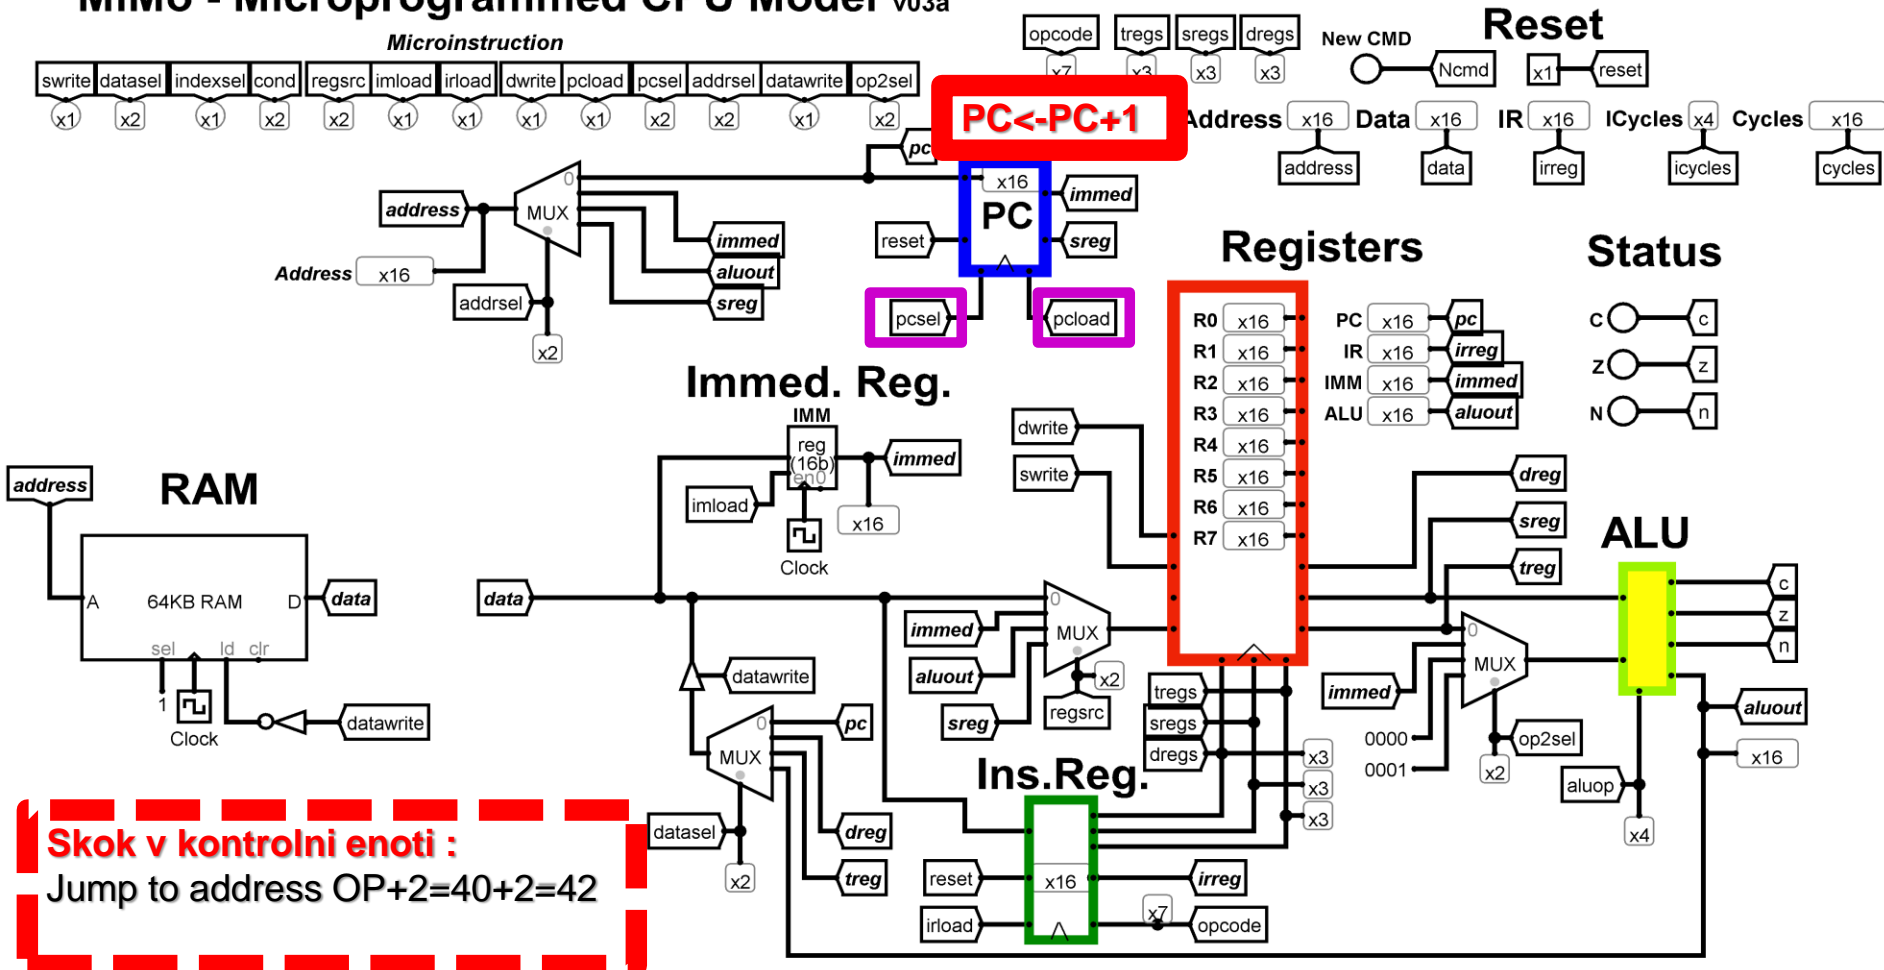 MiMo - Microprogrammed CPU Model v03a
Microinstruction
swrite datasel indexsel cond regsrc imload irload dwrite pcload pcsel addrsel datawrite op2sel
x1 x2 x1 x2 x2 x1 x1 x1 x1 x2 x2 x1 x2
opcode tregs sregs dregs
x7 x3 x3 x3
New CMD
Ncmd
Reset
x1 reset
PC<-PC+1
Address x16 Data x16 IR x16 ICycles x4 Cycles x16
address data irreg icycles cycles
pc
0
MUX
address
Address x16
addrsel
x2
immed
aluout
sreg
x16
PC
reset
immed
sreg
pcsel
pcload
Registers
R0 x16
R1 x16
R2 x16
R3 x16
R4 x16
R5 x16
R6 x16
R7 x16
PC x16 pc
IR x16 irreg
IMM x16 immed
ALU x16 aluout
Status
C c
Z z
N n
Immed. Reg.
IMM
reg
(16b)
en0
imload
immed
x16
Clock
dwrite
swrite
address
RAM
A 64KB RAM D
sel ld clr
1
Clock
data
datawrite
data
datawrite
0
MUX
pc
dreg
treg
datasel
x2
immed
aluout
sreg
0
MUX
x2
regsrc
tregs
sregs
dregs
x3
x3
x3
dreg
sreg
treg
ALU
c
z
n
0
MUX
immed
0000
0001
op2sel
x2
aluop
x4
aluout
x16
Ins.Reg.
reset
irload
x16
irreg
x7
opcode
Skok v kontrolni enoti :
Jump to address OP+2=40+2=42